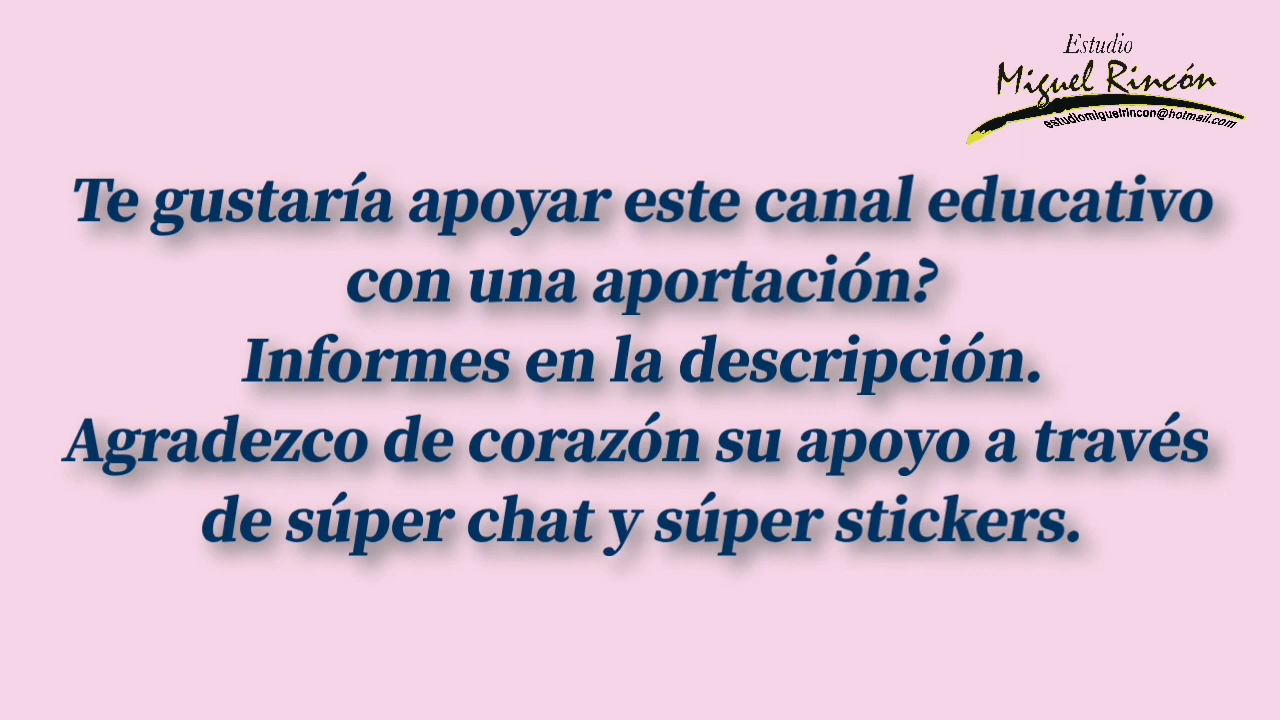 Estudio
Miguel Rincón
estudiomiguelrincon@hotmail.com
Te gustaría apoyar este canal educativo
con una aportación?
Informes en la descripción.
Agradezco de corazón su apoyo a través
de súper chat y súper stickers.